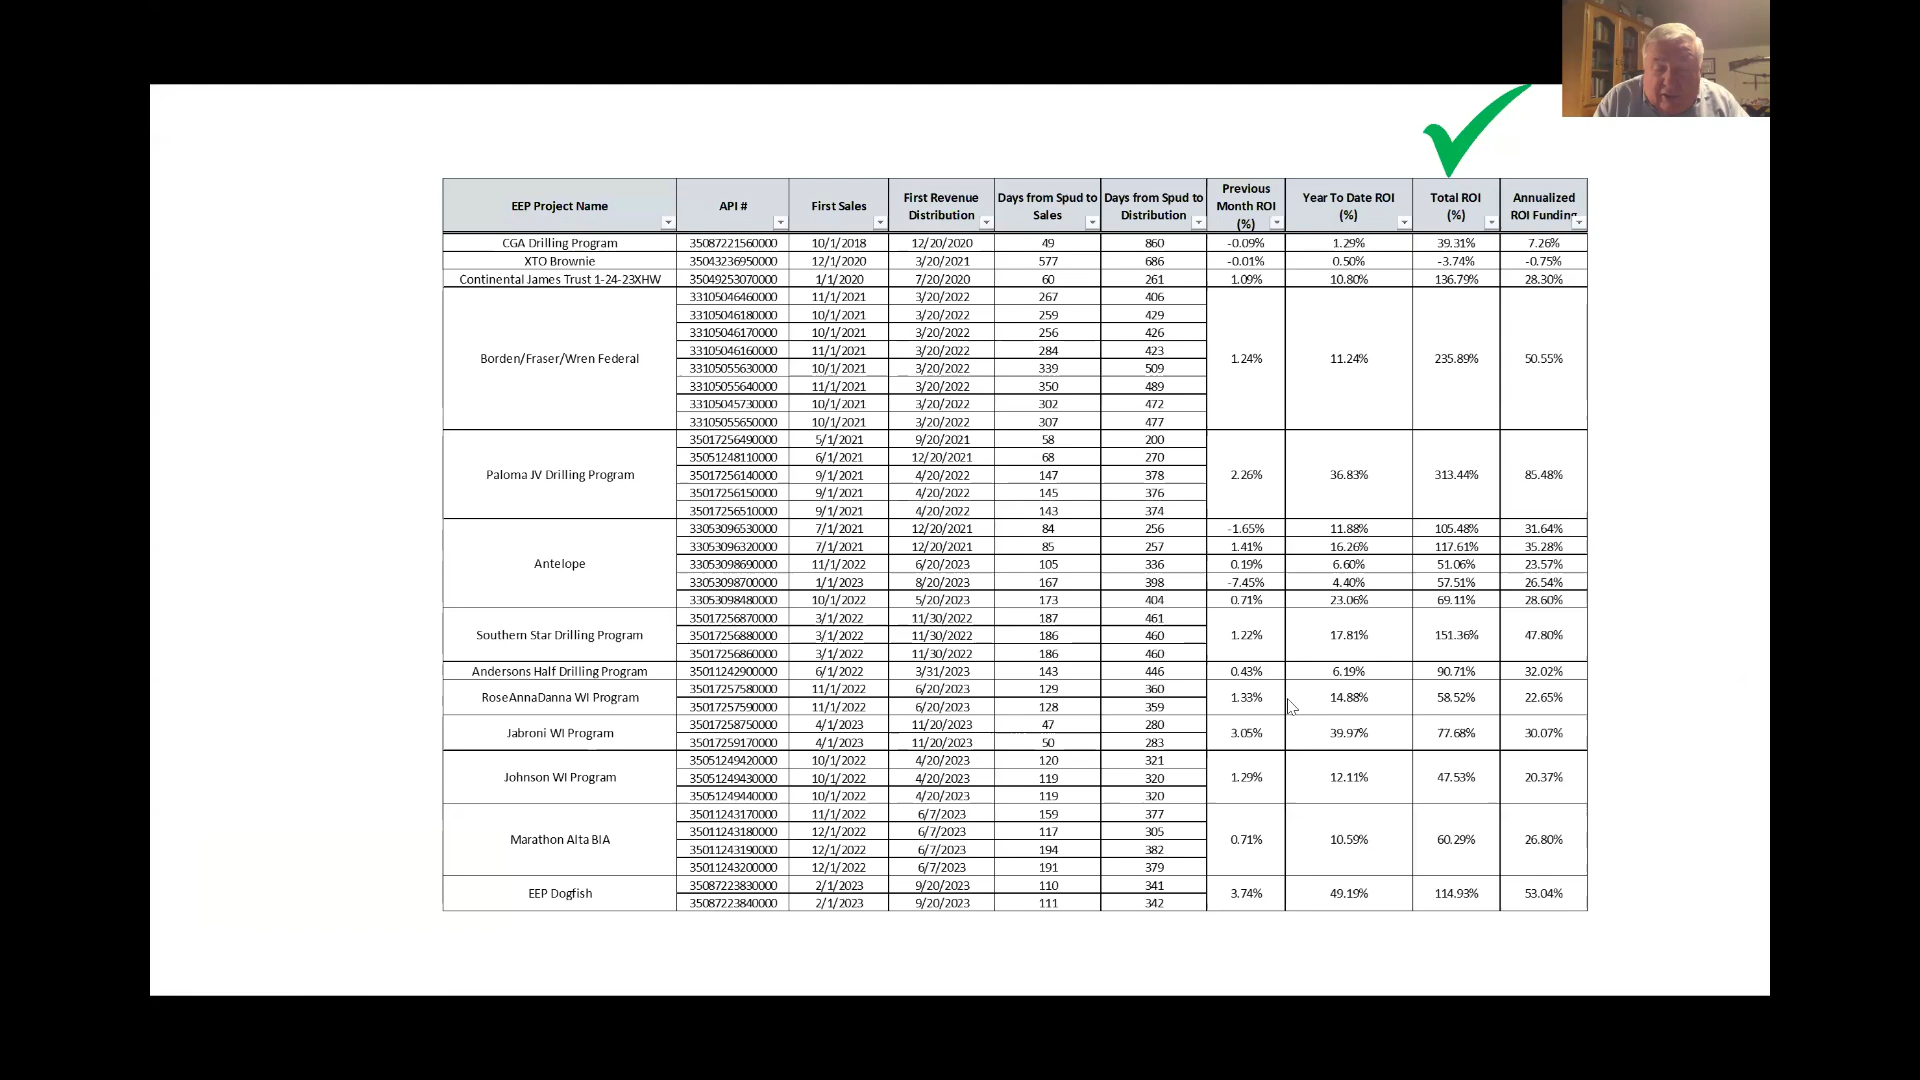 EEP Project Name API # First Sales First Revenue Distribution Days from Spud to Sales Days from Spud to Distribution Previous Month ROI (%) Year To Date ROI (%) Total ROI (%) Annualized ROI Funding
CGA Drilling Program 35087221560000 10/1/2018 12/20/2020 49 860 -0.09% 1.29% 39.31% 7.26%
XTO Brownie 35043236950000 12/1/2020 3/20/2021 577 686 -0.01% 0.50% -3.74% -0.75%
Continental James Trust 1-24-23XHW 35049253070000 1/1/2020 7/20/2020 60 261 1.09% 10.80% 136.79% 28.30%
Borden/Fraser/Wren Federal 33105046460000 11/1/2021 3/20/2022 267 406 1.24% 11.24% 235.89% 50.55%
33105046180000 10/1/2021 3/20/2022 259 429
33105046170000 10/1/2021 3/20/2022 256 426
33105046160000 11/1/2021 3/20/2022 284 423
33105055630000 10/1/2021 3/20/2022 339 509
33105055640000 11/1/2021 3/20/2022 350 489
33105045730000 10/1/2021 3/20/2022 302 472
33105055650000 10/1/2021 3/20/2022 307 477
Paloma JV Drilling Program 35017256490000 5/1/2021 9/20/2021 58 200 2.26% 36.83% 313.44% 85.48%
35051248110000 6/1/2021 12/20/2021 68 270
35017256140000 9/1/2021 4/20/2022 147 378
35017256150000 9/1/2021 4/20/2022 145 376
35017256510000 9/1/2021 4/20/2022 143 374
Antelope 33053096530000 7/1/2021 12/20/2021 84 256 -1.65% 11.88% 105.48% 31.64%
33053096320000 7/1/2021 12/20/2021 85 257 1.41% 16.26% 117.61% 35.28%
33053098690000 11/1/2022 6/20/2023 105 336 0.19% 6.60% 51.06% 23.57%
33053098700000 1/1/2023 8/20/2023 167 398 -7.45% 4.40% 57.51% 26.54%
33053098480000 10/1/2022 5/20/2023 173 404 0.71% 23.06% 69.11% 28.60%
Southern Star Drilling Program 35017256870000 3/1/2022 11/30/2022 187 461 1.22% 17.81% 151.36% 47.80%
35017256880000 3/1/2022 11/30/2022 186 460
35017256860000 3/1/2022 11/30/2022 186 460
Andersons Half Drilling Program 35011242900000 6/1/2022 3/31/2023 143 446 0.43% 6.19% 90.71% 32.02%
RoseAnnaDanna WI Program 35017257580000 11/1/2022 6/20/2023 129 360 1.33% 14.88% 58.52% 22.65%
35017257590000 11/1/2022 6/20/2023 128 359
Jabroni WI Program 35017258750000 4/1/2023 11/20/2023 47 280 3.05% 39.97% 77.68% 30.07%
35017259170000 4/1/2023 11/20/2023 50 283
Johnson WI Program 35051249420000 10/1/2022 4/20/2023 120 321 1.29% 12.11% 47.53% 20.37%
35051249430000 10/1/2022 4/20/2023 119 320
35051249440000 10/1/2022 4/20/2023 119 320
Marathon Alta BIA 35011243170000 11/1/2022 6/7/2023 159 377 0.71% 10.59% 60.29% 26.80%
35011243180000 12/1/2022 6/7/2023 117 305
35011243190000 12/1/2022 6/7/2023 194 382
35011243200000 12/1/2022 6/7/2023 191 379
EEP Dogfish 35087223830000 2/1/2023 9/20/2023 110 341 3.74% 49.19% 114.93% 53.04%
35087223840000 2/1/2023 9/20/2023 111 342